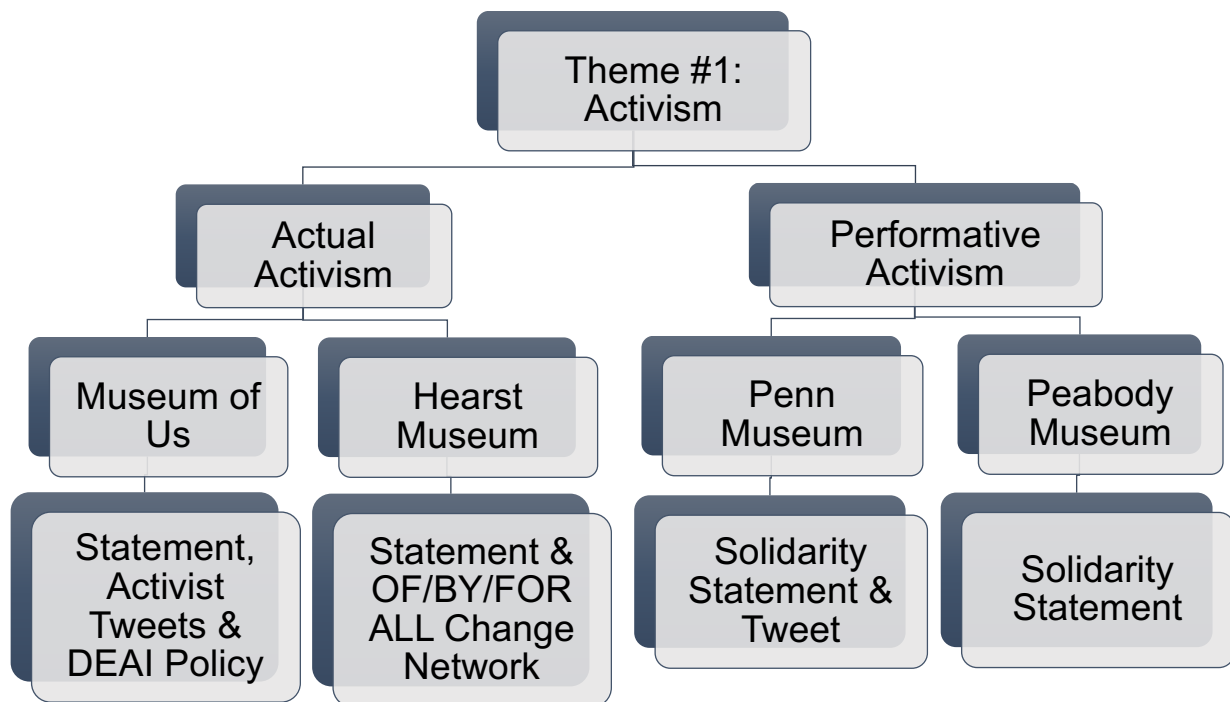 Theme #1:
Activism
Actual
Activism
Performative
Activism
Museum of
Us
Hearst
Museum
Penn
Museum
Peabody
Museum
Statement,
Activist
Tweets &
DEAI Policy
Statement &
OF/BY/FOR
ALL Change
Network
Solidarity
Statement &
Tweet
Solidarity
Statement